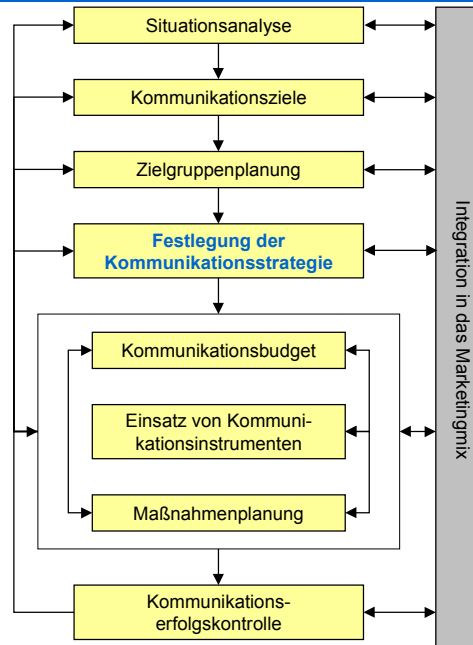 Situationsanalyse
Kommunikationsziele
Zielgruppenplanung
Festlegung der
Kommunikationsstrategie
Kommunikationsbudget
Einsatz von Kommuni-
kationsinstrumenten
Maßnahmenplanung
Kommunikations-
erfolgskontrolle
Integration in das Marketingmix